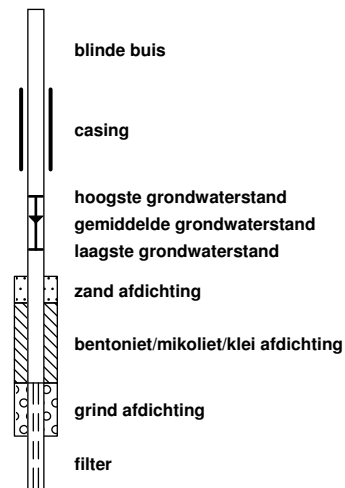 blinde buis
casing
hoogste grondwaterstand
gemiddelde grondwaterstand
laagste grondwaterstand
zand afdichting
bentoniet/mikoliet/klei afdichting
grind afdichting
filter